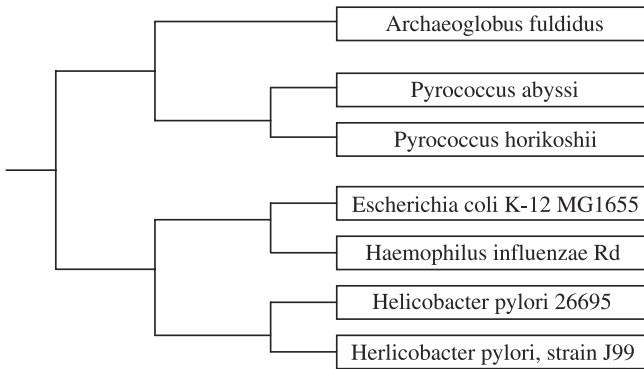 Archaeoglobus fuldidus
Pyrococcus abyssi
Pyrococcus horikoshii
Escherichia coli K-12 MG1655
Haemophilus influenzae Rd
Helicobacter pylori 26695
Herlicobacter pylori, strain J99